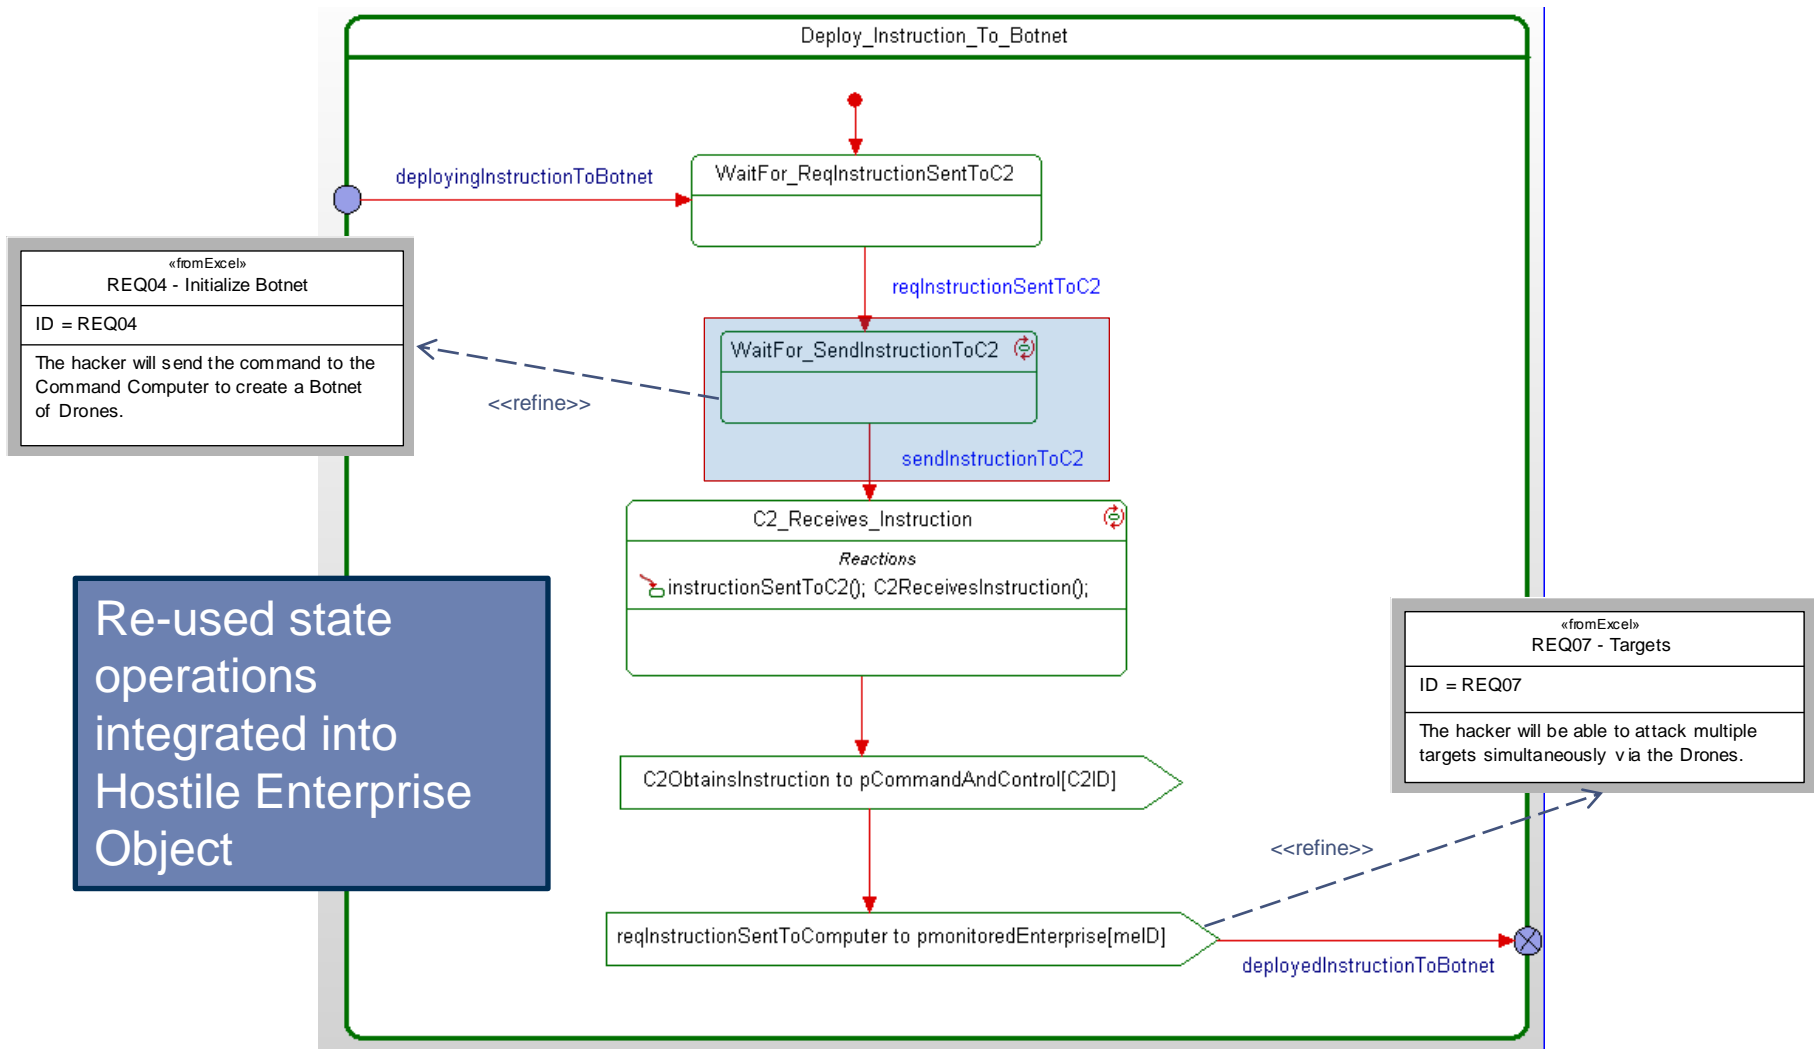 Deploy_Instruction_To_Botnet
deployingInstructionToBotnet
WaitFor_ReqInstructionSentToC2
«fromExcel»
REQ04 - Initialize Botnet
ID = REQ04
The hacker will send the command to the
Command Computer to create a Botnet
of Drones.
reqInstructionSentToC2
WaitFor_SendInstructionToC2
<<refine>>
sendInstructionToC2
C2_Receives_Instruction
Reactions
instructionSentToC2(); C2ReceivesInstruction();
Re-used state
operations
integrated into
Hostile Enterprise
Object
«fromExcel»
REQ07 - Targets
ID = REQ07
The hacker will be able to attack multiple
targets simultaneously via the Drones.
C2ObtainsInstruction to pCommandAndControl[C2ID]
<<refine>>
reqInstructionSentToComputer to pmonitoredEnterprise[meID]
deployedInstructionToBotnet